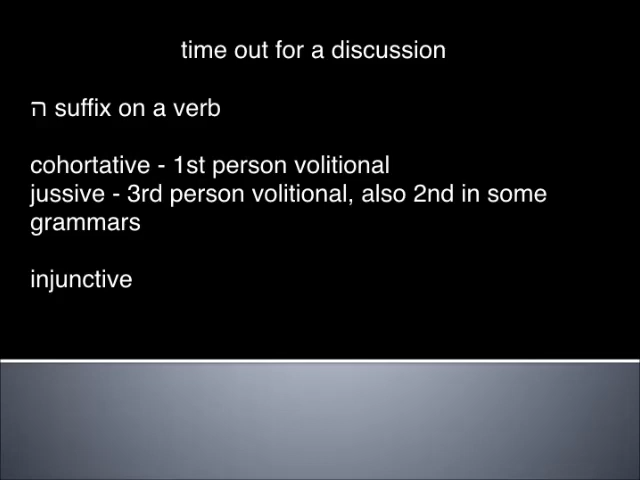 time out for a discussion
ה suffix on a verb
cohortative - 1st person volitional
jussive - 3rd person volitional, also 2nd in some
grammars
injunctive